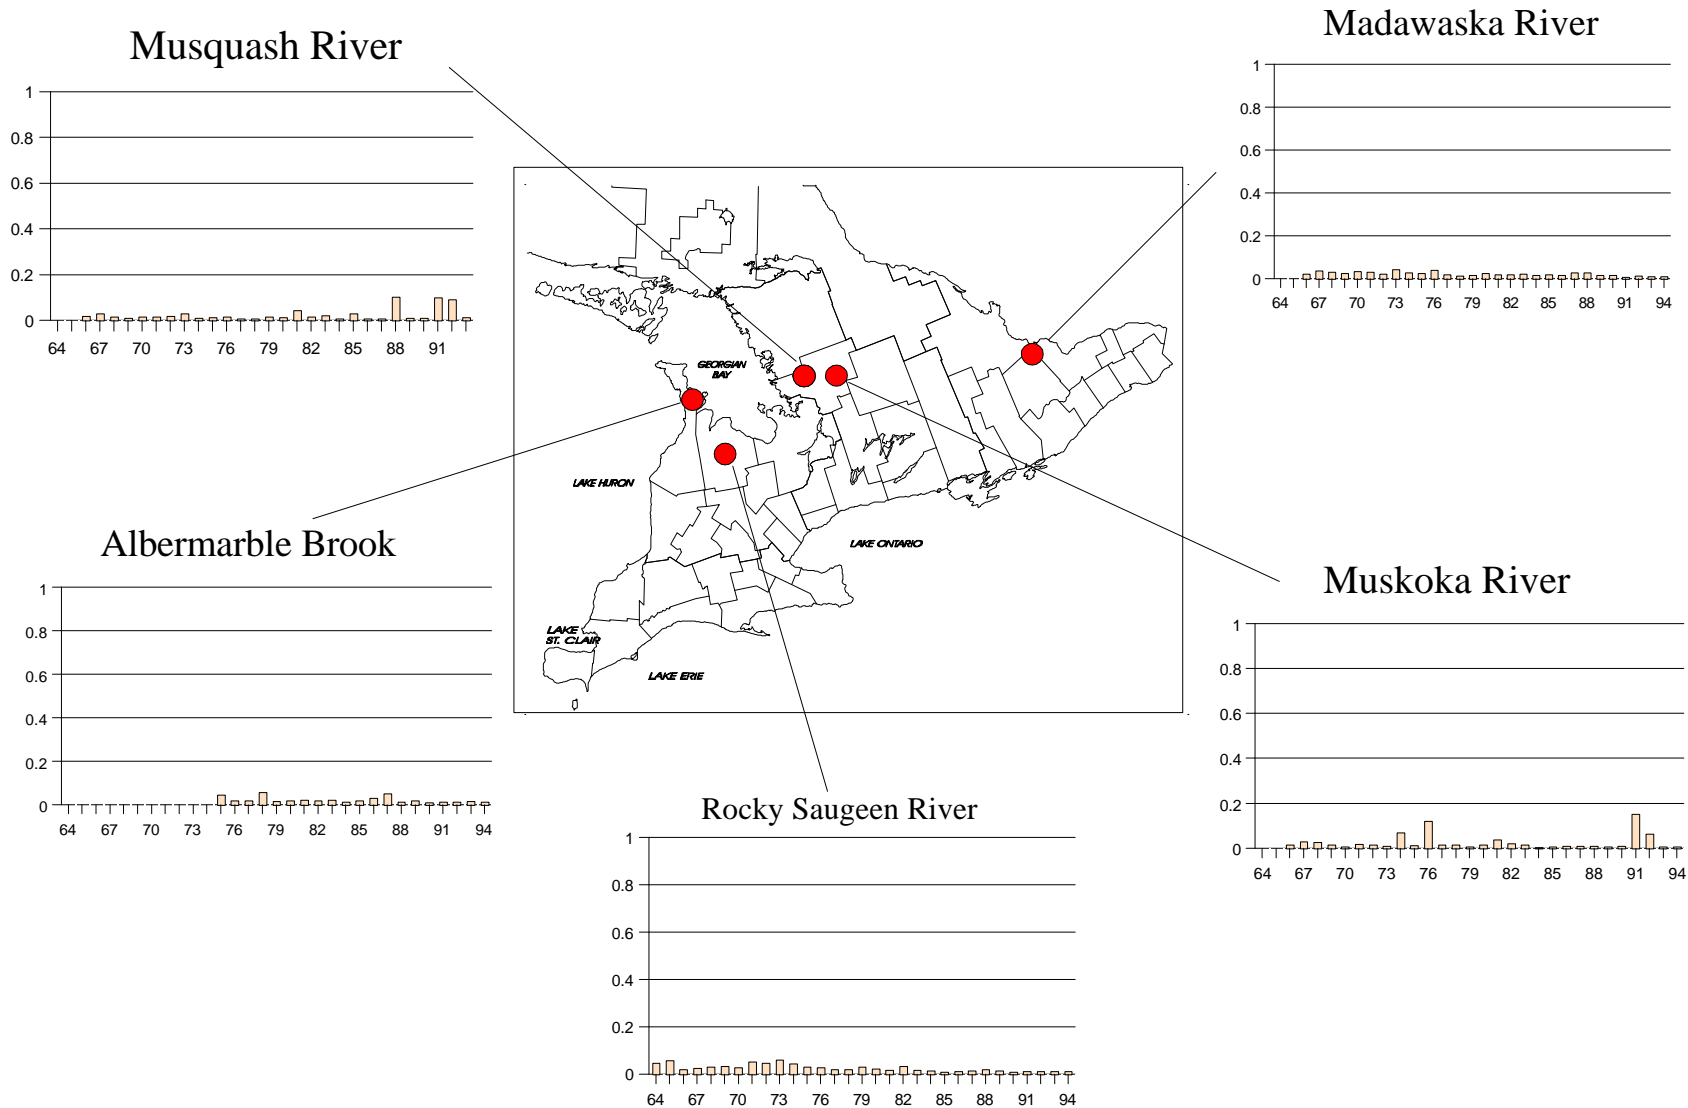 Musquash River
1
0.8
0.6
0.4
0.2
0
64 67 70 73 76 79 82 85 88 91
Madawaska River
1
0.8
0.6
0.4
0.2
0
64 67 70 73 76 79 82 85 88 91 94
GEORGIAN
BAY
LAKE HURON
LAKE ONTARIO
LAKE
ST. CLAIR
LAKE ERIE
Albermarble Brook
1
0.8
0.6
0.4
0.2
0
64 67 70 73 76 79 82 85 88 91 94
Muskoka River
1
0.8
0.6
0.4
0.2
0
64 67 70 73 76 79 82 85 88 91 94
Rocky Saugeen River
1
0.8
0.6
0.4
0.2
0
64 67 70 73 76 79 82 85 88 91 94